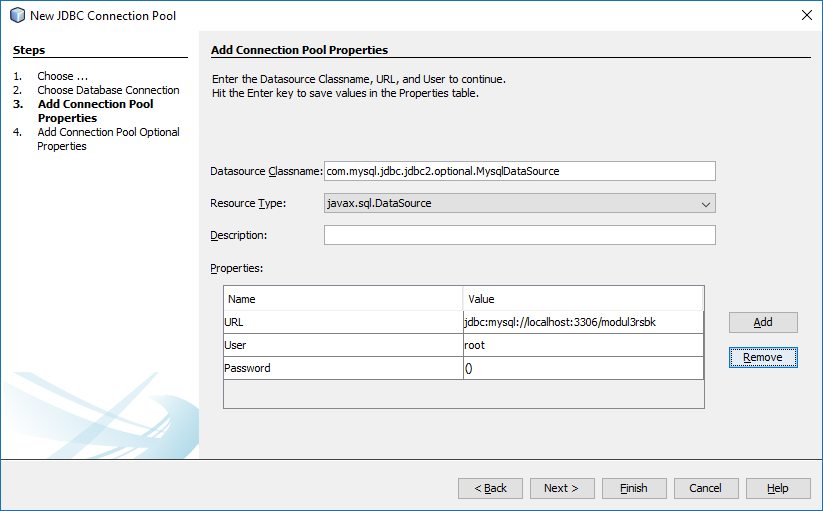 New JDBC Connection Pool
Steps
1. Choose ...
2. Choose Database Connection
3. Add Connection Pool
Properties
4. Add Connection Pool Optional
Properties
Add Connection Pool Properties
Enter the Datasource Classname, URL, and User to continue.
Hit the Enter key to save values in the Properties table.
Datasource Classname: com.mysql.jdbc.jdbc2.optional.MysqlDataSource
Resource Type: javax.sql.DataSource
Description:
Properties:
Name Value
URL jdbc:mysql://localhost:3306/modul3rsbk
User root
Password ()
Add
Remove
< Back Next > Finish Cancel Help